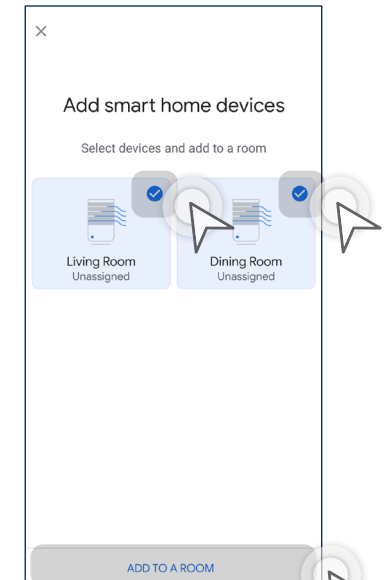 Add smart home devices
Select devices and add to a room
Living Room
Unassigned
Dining Room
Unassigned
ADD TO A ROOM